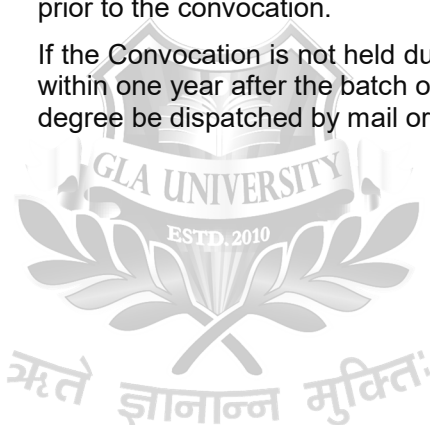 prior to the convocation.
If the Convocation is not held du
within one year after the batch o
degree be dispatched by mail or
GLA UNIVERSITY
ESTD. 2010
ऋते ज्ञानान्न मुक्तिः